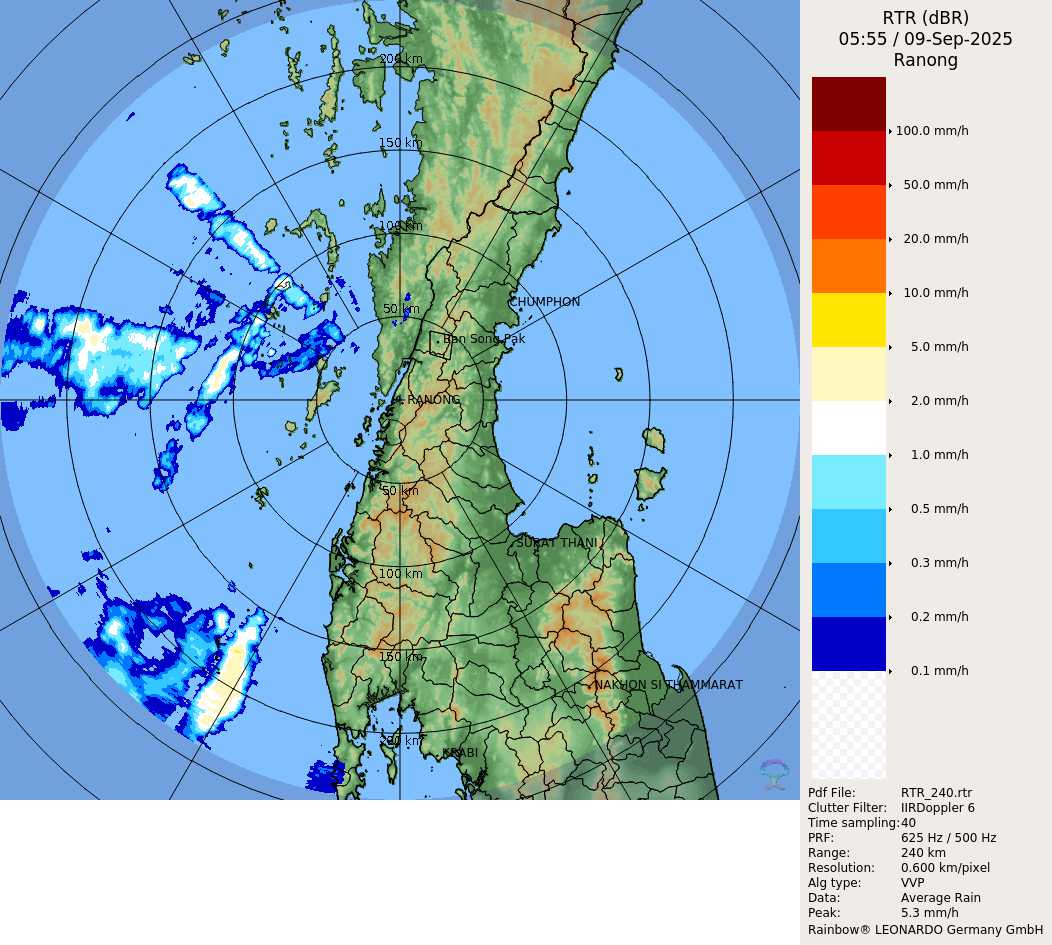 RTR (dBR)
05:55 / 09-Sep-2025
Ranong
200 km
150 km
100 km
50 km
CHUMPHON
Ban Song Pak
RANONG
50 km
SURAT THANI
100 km
150 km
NAKHON SI THAMMARAT
200 km
KRABI
100.0 mm/h
50.0 mm/h
20.0 mm/h
10.0 mm/h
5.0 mm/h
2.0 mm/h
1.0 mm/h
0.5 mm/h
0.3 mm/h
0.2 mm/h
0.1 mm/h
Pdf File: RTR_240.rtr
Clutter Filter: IIRDoppler 6
Time sampling:40
PRF: 625 Hz / 500 Hz
Range: 240 km
Resolution: 0.600 km/pixel
Alg type: VVP
Data: Average Rain
Peak: 5.3 mm/h
Rainbow® LEONARDO Germany GmbH